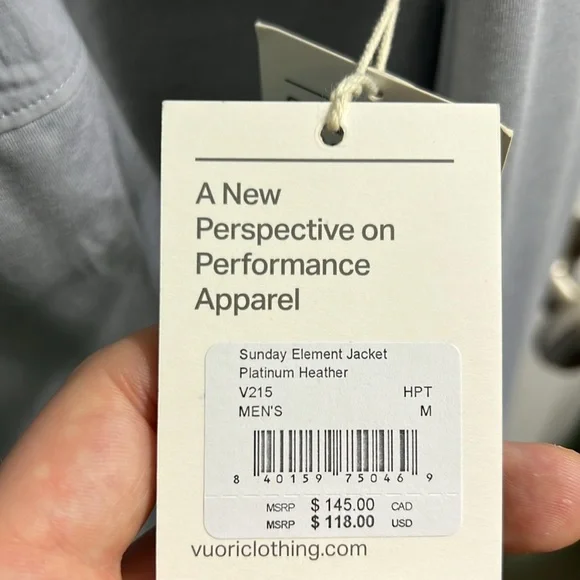 A New
Perspective on
Performance
Apparel
Sunday Element Jacket
Platinum Heather
V215 HPT
MEN'S M
8 40159 75046 9
MSRP $ 145.00 CAD
MSRP $ 118.00 USD
vuoriclothing.com